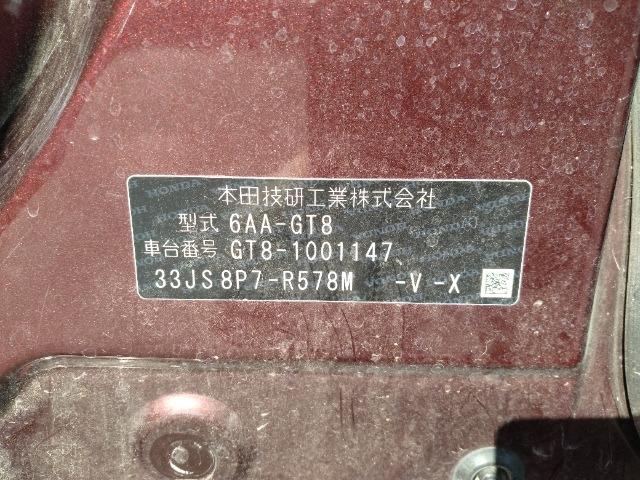 本田技研工業株式会社
型式 6AA-GT8
車台番号 GT8-1001147
33JS8P7-R578M -V -X